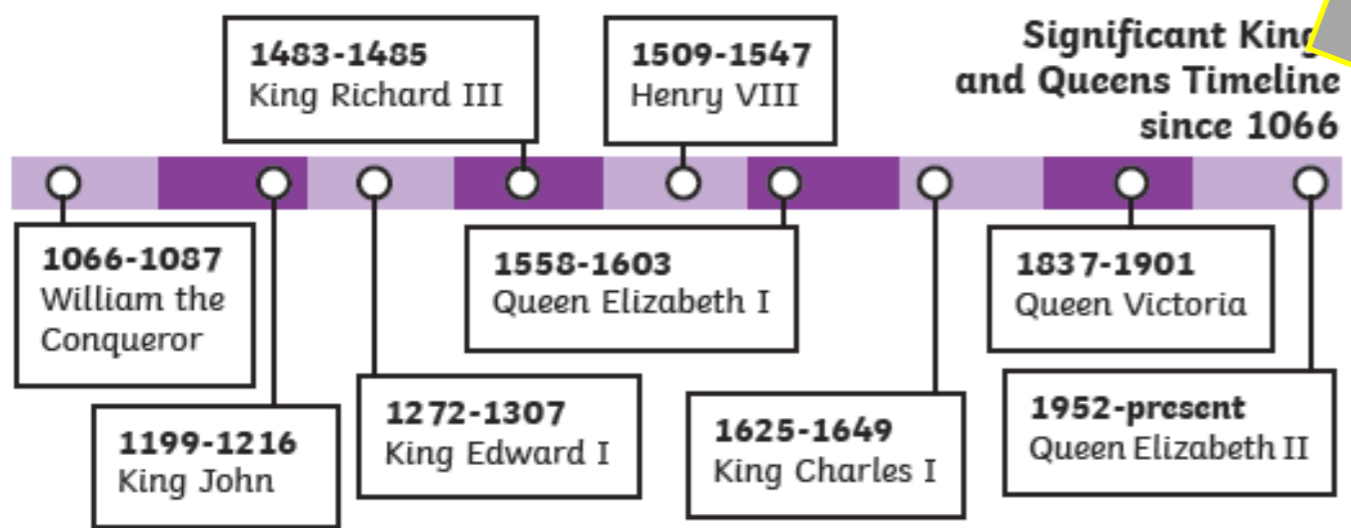 Significant King
and Queens Timeline
since 1066
1483-1485
King Richard III
1509-1547
Henry VIII
1066-1087
William the
Conqueror
1199-1216
King John
1272-1307
King Edward I
1558-1603
Queen Elizabeth I
1625-1649
King Charles I
1837-1901
Queen Victoria
1952-present
Queen Elizabeth II